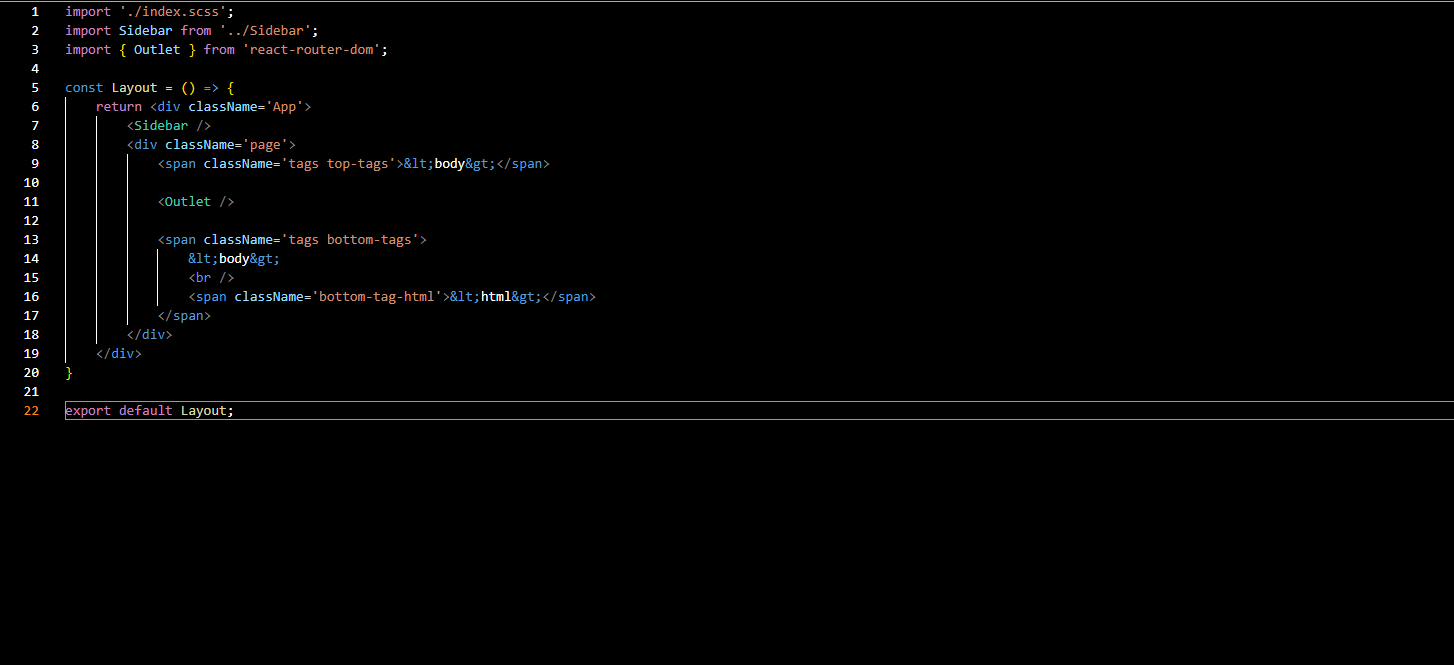 1 import './index.scss';
2 import Sidebar from '../Sidebar';
3 import { Outlet } from 'react-router-dom';
4
5 const Layout = () => {
6     return <div className='App'>
7         <Sidebar />
8         <div className='page'>
9             <span className='tags top-tags'>&lt;body&gt;</span>
10
11             <Outlet />
12
13             <span className='tags bottom-tags'>
14                 &lt;body&gt;
15                 <br />
16                 <span className='bottom-tag-html'>&lt;html&gt;</span>
17             </span>
18         </div>
19     </div>
20 }
21
22 export default Layout;